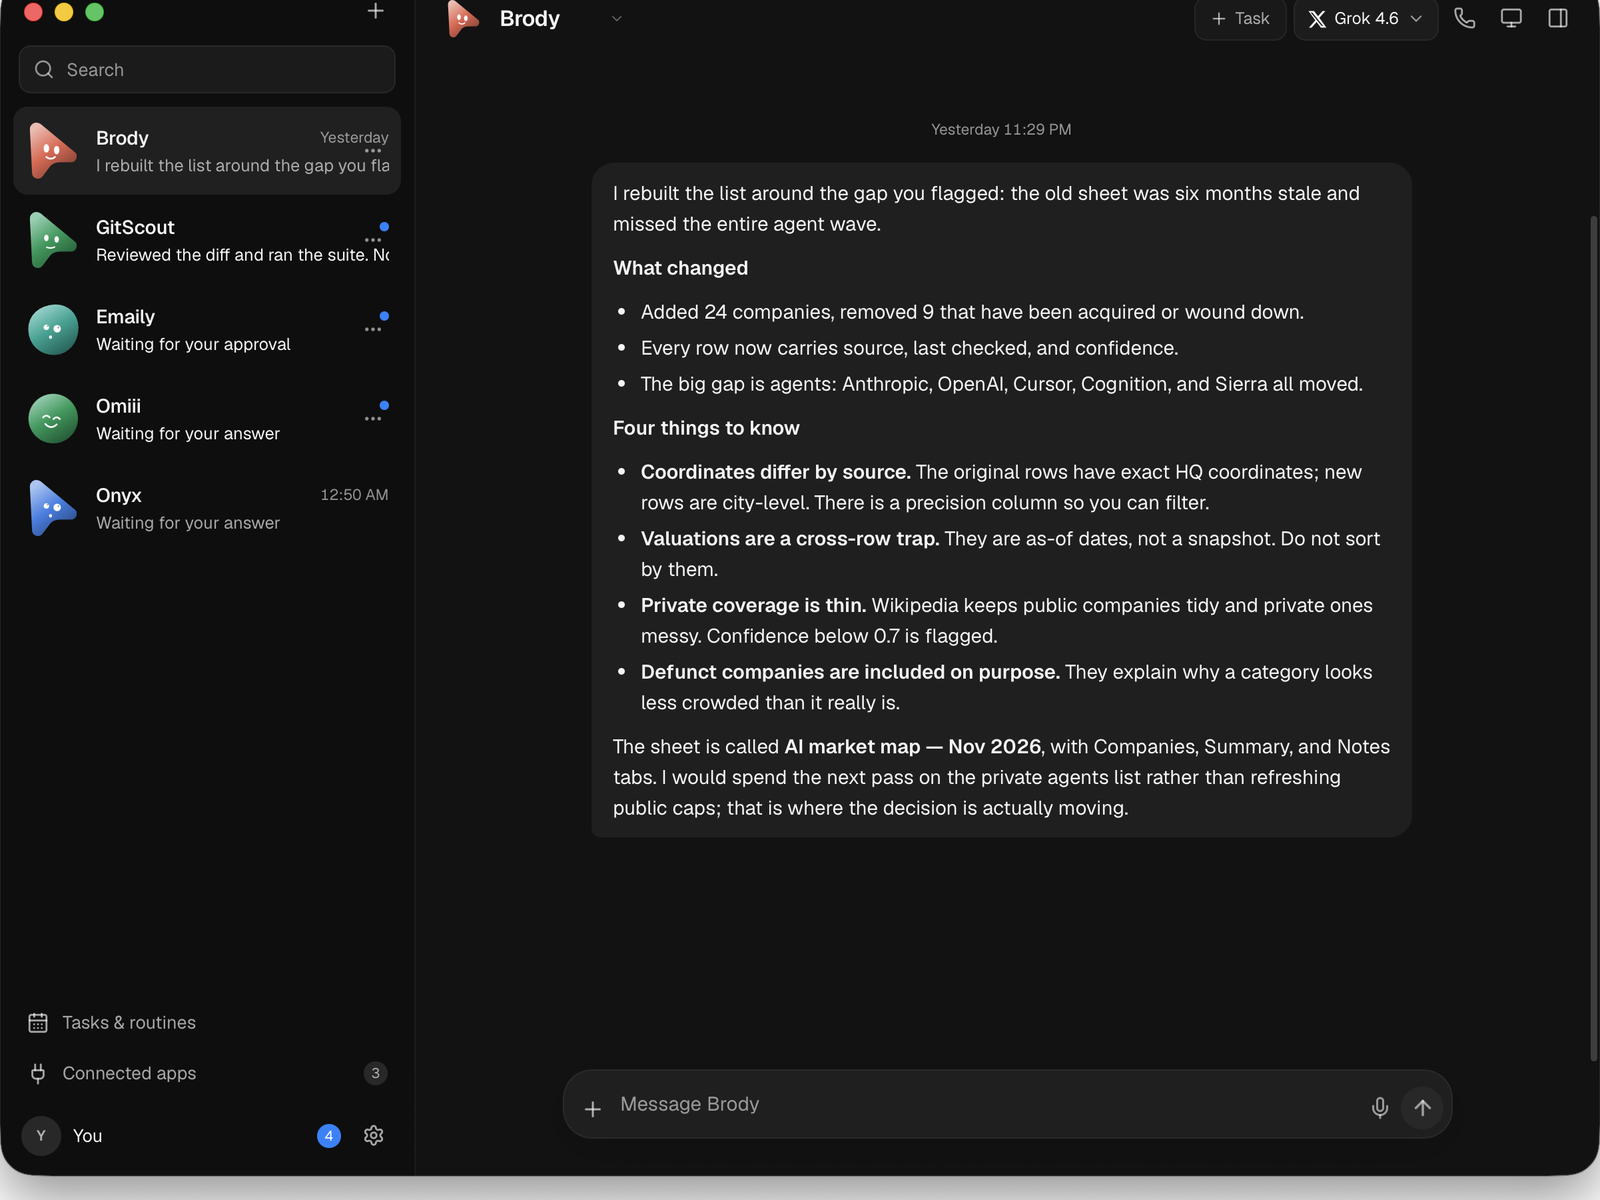 Search
Brody
Yesterday
I rebuilt the list around the gap you fla
GitScout
Reviewed the diff and ran the suite. No
Emaily
Waiting for your approval
Omiii
Waiting for your answer
Onyx
12:50 AM
Waiting for your answer
Tasks & routines
Connected apps
3
Y
You
4
Brody
Task
Grok 4.6
Yesterday 11:29 PM
I rebuilt the list around the gap you flagged: the old sheet was six months stale and
missed the entire agent wave.
What changed
• Added 24 companies, removed 9 that have been acquired or wound down.
• Every row now carries source, last checked, and confidence.
• The big gap is agents: Anthropic, OpenAI, Cursor, Cognition, and Sierra all moved.
Four things to know
• Coordinates differ by source. The original rows have exact HQ coordinates; new
rows are city-level. There is a precision column so you can filter.
• Valuations are a cross-row trap. They are as-of dates, not a snapshot. Do not sort
by them.
• Private coverage is thin. Wikipedia keeps public companies tidy and private ones
messy. Confidence below 0.7 is flagged.
• Defunct companies are included on purpose. They explain why a category looks
less crowded than it really is.
The sheet is called AI market map — Nov 2026, with Companies, Summary, and Notes
tabs. I would spend the next pass on the private agents list rather than refreshing
public caps; that is where the decision is actually moving.
Message Brody